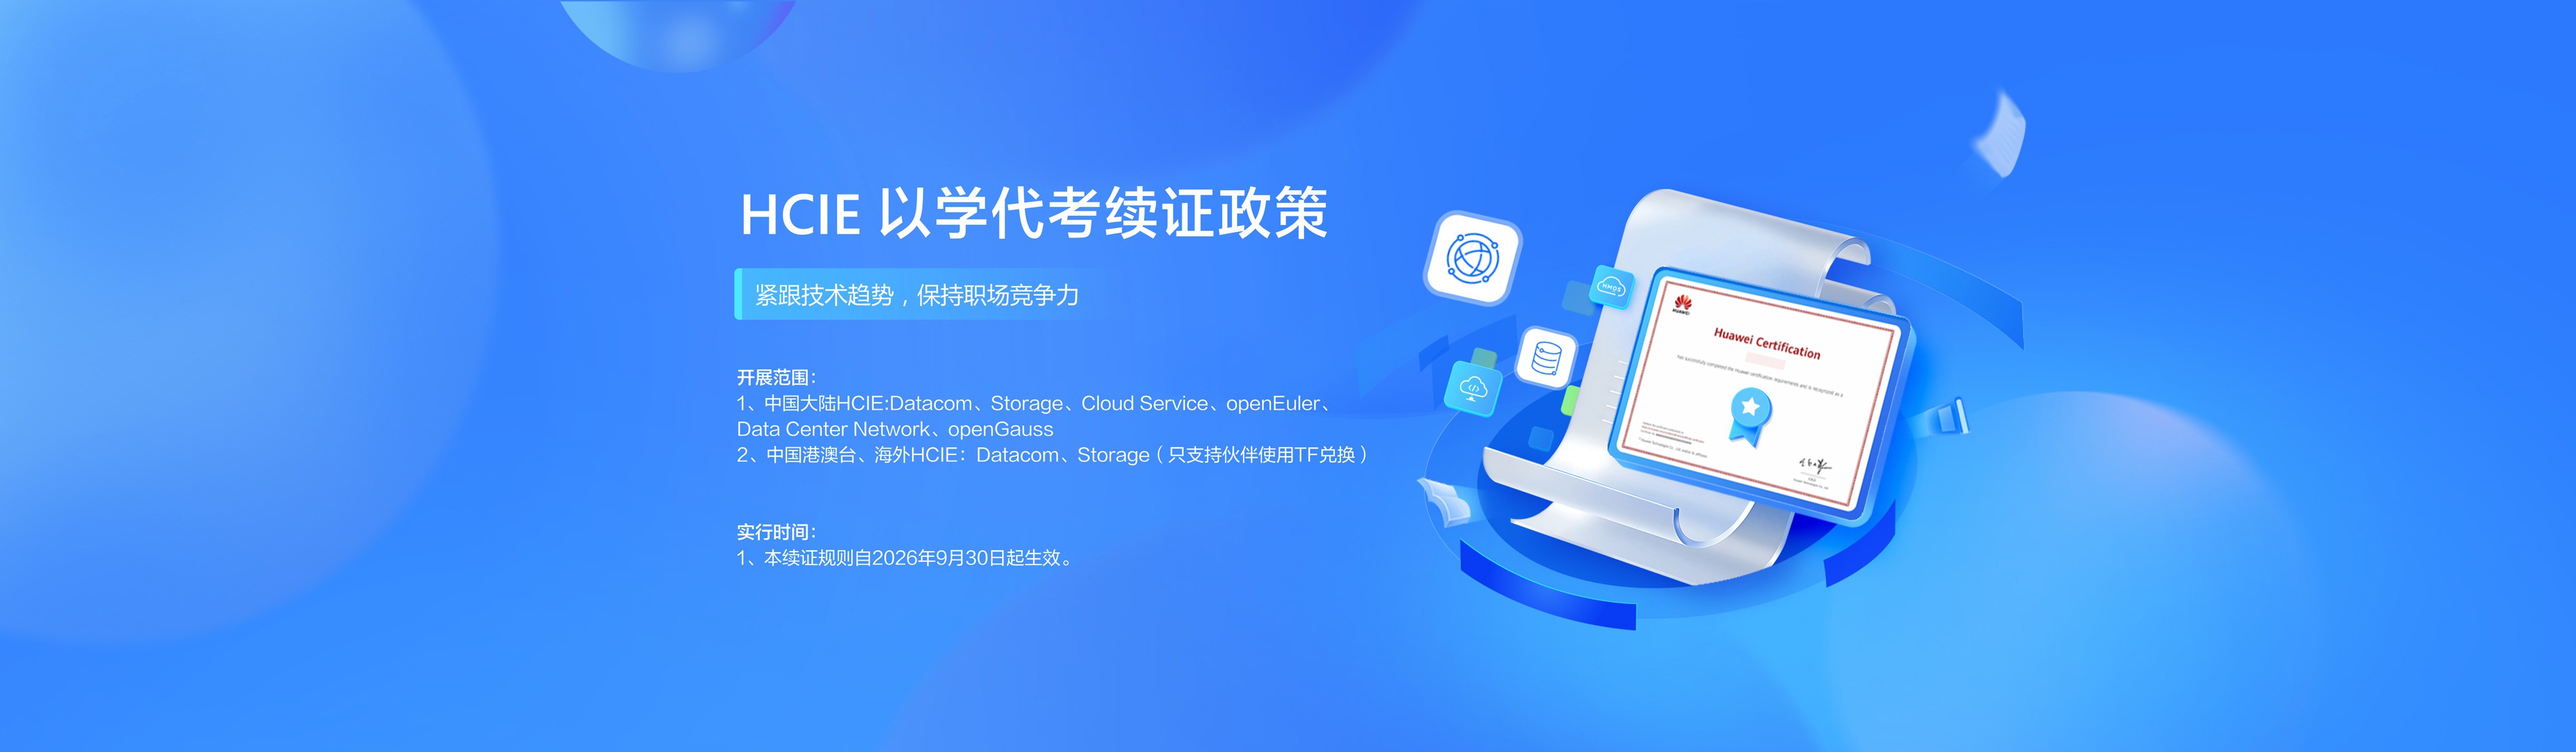 HCIE 以学代考续证政策
紧跟技术趋势，保持职场竞争力
开展范围：
1、中国大陆HCIE:Datacom、Storage、Cloud Service、openEuler、
Data Center Network、openGauss
2、中国港澳台、海外HCIE：Datacom、Storage（只支持伙伴使用TF兑换）
实行时间：
1、本续证规则自2026年9月30日起生效。
HUAWEI
Huawei Certification